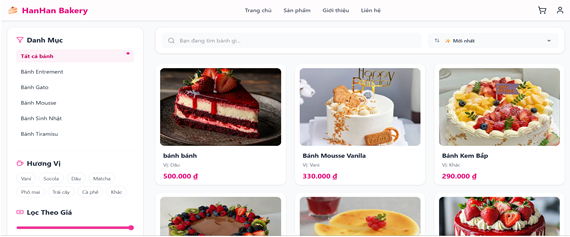 HanHan Bakery
Trang chủ Sản phẩm Giới thiệu Liên hệ
Danh Mục
Tất cả bánh
Bánh Entrement
Bánh Gato
Bánh Mousse
Bánh Sinh Nhật
Bánh Tiramisu
Hương Vị
Vani Socola Dâu Matcha
Phô mai Trái cây Cà phê Khác
Lọc Theo Giá
Bạn đang tìm bánh gì...
Mới nhất
bánh bánh
Vị: Dâu
500.000 ₫
Bánh Mousse Vanila
Vị: Vani
330.000 ₫
Bánh Kem Bắp
Vị: Khác
290.000 ₫